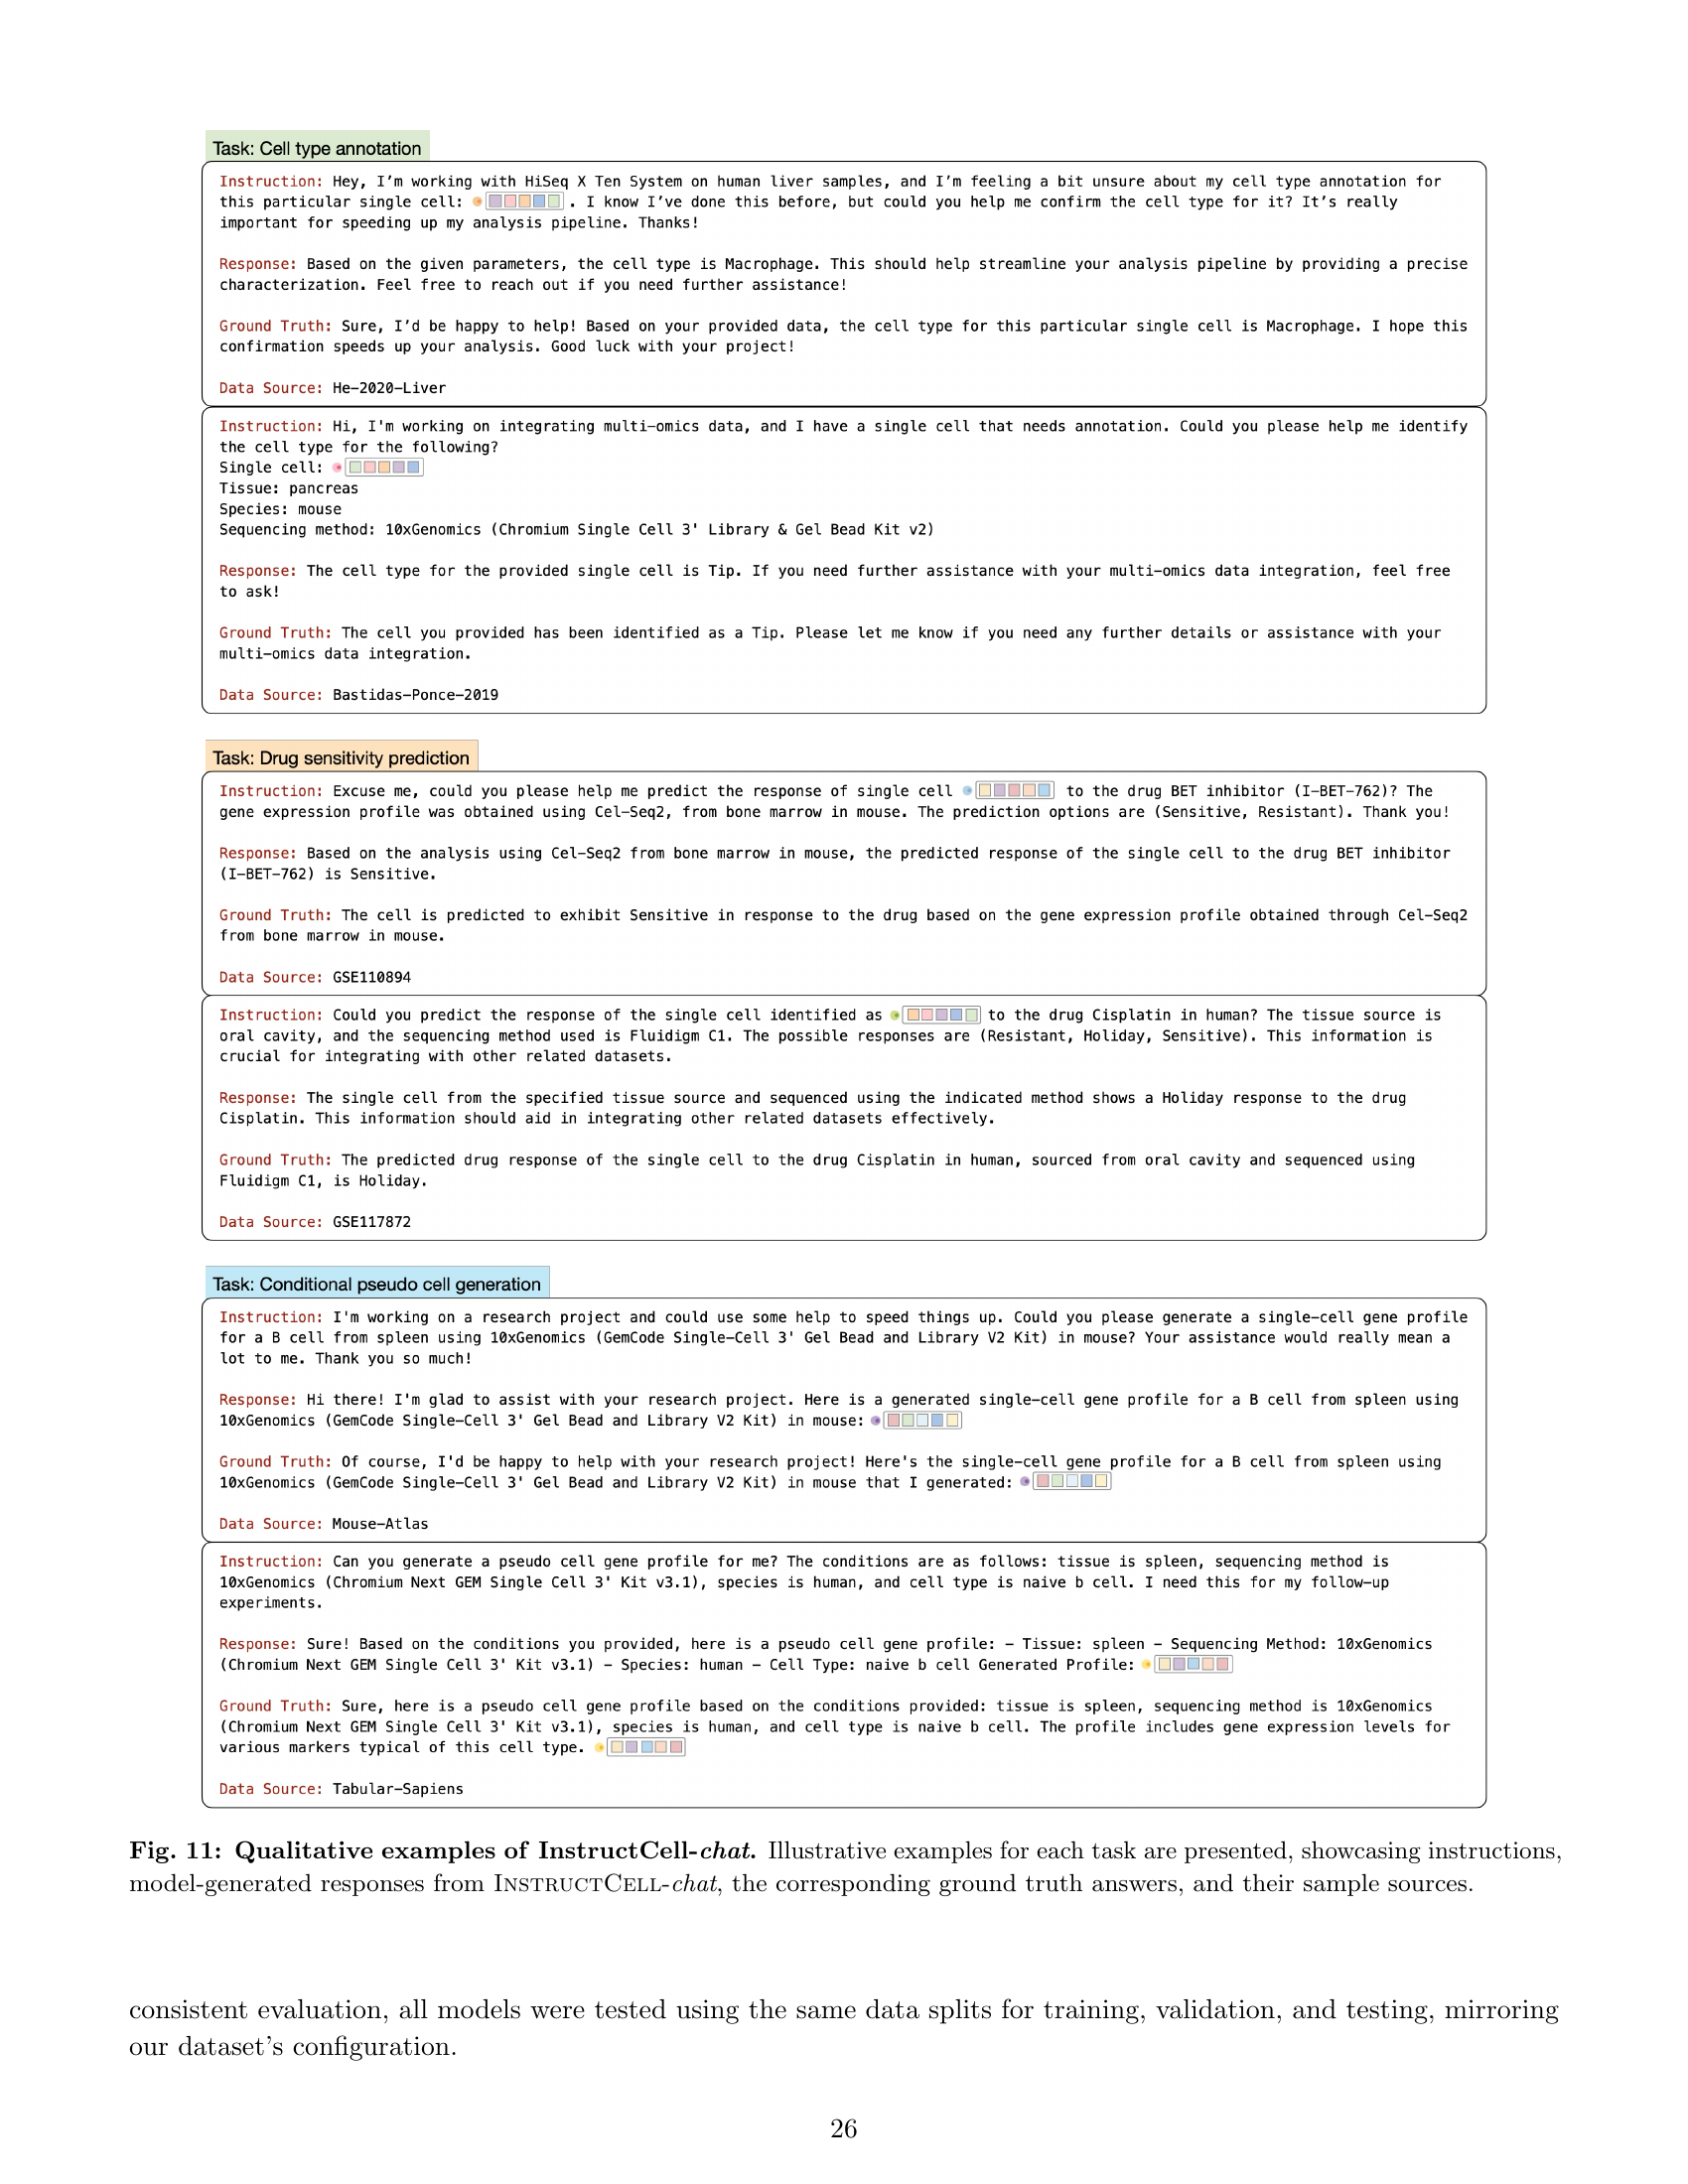 Task: Cell type annotation
Instruction: Hey, I’m working with HiSeq X Ten System on human liver samples, and I’m feeling a bit unsure about my cell type annotation for
this particular single cell: . I know I’ve done this before, but could you help me confirm the cell type for it? It’s really
important for speeding up my analysis pipeline. Thanks!
Response: Based on the given parameters, the cell type is Macrophage. This should help streamline your analysis pipeline by providing a precise
characterization. Feel free to reach out if you need further assistance!
Ground Truth: Sure, I’d be happy to help! Based on your provided data, the cell type for this particular single cell is Macrophage. I hope this
confirmation speeds up your analysis. Good luck with your project!
Data Source: He-2020-Liver
Instruction: Hi, I'm working on integrating multi-omics data, and I have a single cell that needs annotation. Could you please help me identify
the cell type for the following?
Single cell:
Tissue: pancreas
Species: mouse
Sequencing method: 10xGenomics (Chromium Single Cell 3' Library & Gel Bead Kit v2)
Response: The cell type for the provided single cell is Tip. If you need further assistance with your multi-omics data integration, feel free
to ask!
Ground Truth: The cell you provided has been identified as a Tip. Please let me know if you need any further details or assistance with your
multi-omics data integration.
Data Source: Bastidas-Ponce-2019
Task: Drug sensitivity prediction
Instruction: Excuse me, could you please help me predict the response of single cell to the drug BET inhibitor (I-BET-762)? The
gene expression profile was obtained using Cel-Seq2, from bone marrow in mouse. The prediction options are (Sensitive, Resistant). Thank you!
Response: Based on the analysis using Cel-Seq2 from bone marrow in mouse, the predicted response of the single cell to the drug BET inhibitor
(I-BET-762) is Sensitive.
Ground Truth: The cell is predicted to exhibit Sensitive in response to the drug based on the gene expression profile obtained through Cel-Seq2
from bone marrow in mouse.
Data Source: GSE110894
Instruction: Could you predict the response of the single cell identified as to the drug Cisplatin in human? The tissue source is
oral cavity, and the sequencing method used is Fluidigm C1. The possible responses are (Resistant, Holiday, Sensitive). This information is
crucial for integrating with other related datasets.
Response: The single cell from the specified tissue source and sequenced using the indicated method shows a Holiday response to the drug
Cisplatin. This information should aid in integrating other related datasets effectively.
Ground Truth: The predicted drug response of the single cell to the drug Cisplatin in human, sourced from oral cavity and sequenced using
Fluidigm C1, is Holiday.
Data Source: GSE117872
Task: Conditional pseudo cell generation
Instruction: I'm working on a research project and could use some help to speed things up. Could you please generate a single-cell gene profile
for a B cell from spleen using 10xGenomics (GemCode Single-Cell 3' Gel Bead and Library V2 Kit) in mouse? Your assistance would really mean a
lot to me. Thank you so much!
Response: Hi there! I'm glad to assist with your research project. Here is a generated single-cell gene profile for a B cell from spleen using
10xGenomics (GemCode Single-Cell 3' Gel Bead and Library V2 Kit) in mouse:
Ground Truth: Of course, I'd be happy to help with your research project! Here's the single-cell gene profile for a B cell from spleen using
10xGenomics (GemCode Single-Cell 3' Gel Bead and Library V2 Kit) in mouse that I generated:
Data Source: Mouse-Atlas
Instruction: Can you generate a pseudo cell gene profile for me? The conditions are as follows: tissue is spleen, sequencing method is
10xGenomics (Chromium Next GEM Single Cell 3' Kit v3.1), species is human, and cell type is naive b cell. I need this for my follow-up
experiments.
Response: Sure! Based on the conditions you provided, here is a pseudo cell gene profile: - Tissue: spleen - Sequencing Method: 10xGenomics
(Chromium Next GEM Single Cell 3' Kit v3.1) - Species: human - Cell Type: naive b cell Generated Profile:
Ground Truth: Sure, here is a pseudo cell gene profile based on the conditions provided: tissue is spleen, sequencing method is 10xGenomics
(Chromium Next GEM Single Cell 3' Kit v3.1), species is human, and cell type is naive b cell. The profile includes gene expression levels for
various markers typical of this cell type.
Data Source: Tabular-Sapiens
Fig. 11: Qualitative examples of InstructCell-chat. Illustrative examples for each task are presented, showcasing instructions,
model-generated responses from INSTRUCTCELL-chat, the corresponding ground truth answers, and their sample sources.
consistent evaluation, all models were tested using the same data splits for training, validation, and testing, mirroring
our dataset’s configuration.
26